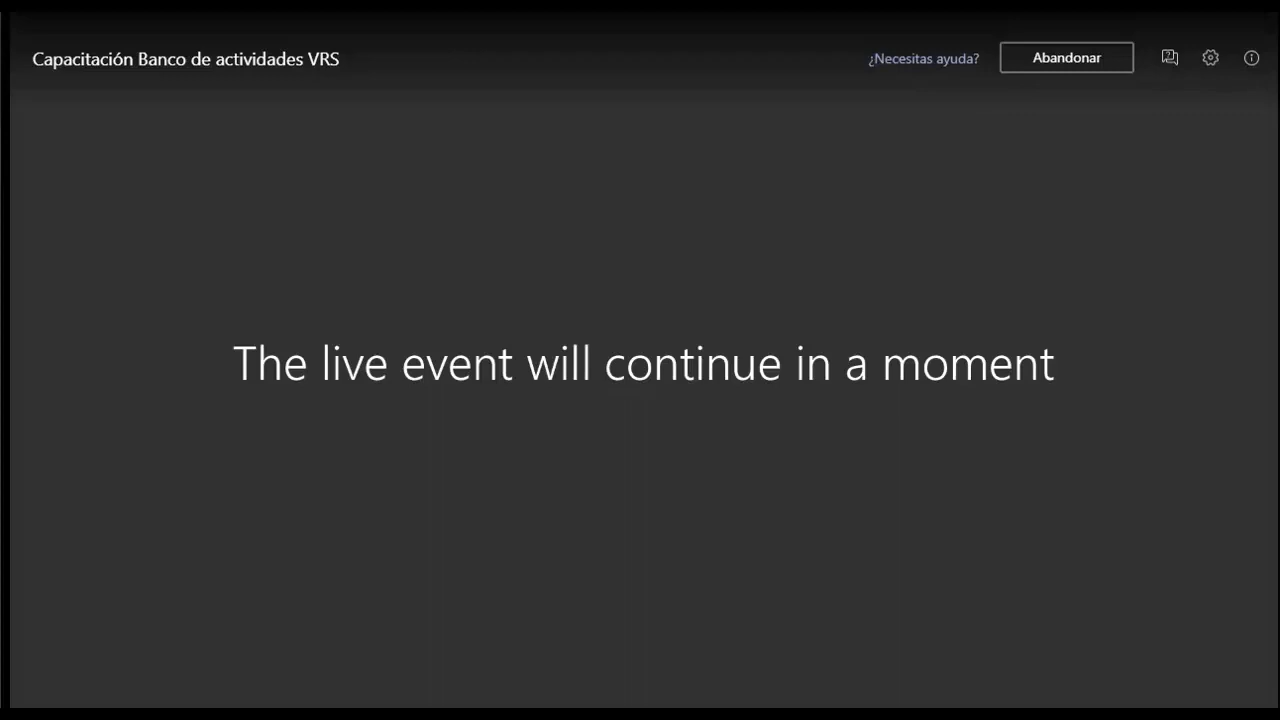 Capacitación Banco de actividades VRS
¿Necesitas ayuda?
Abandonar
The live event will continue in a moment